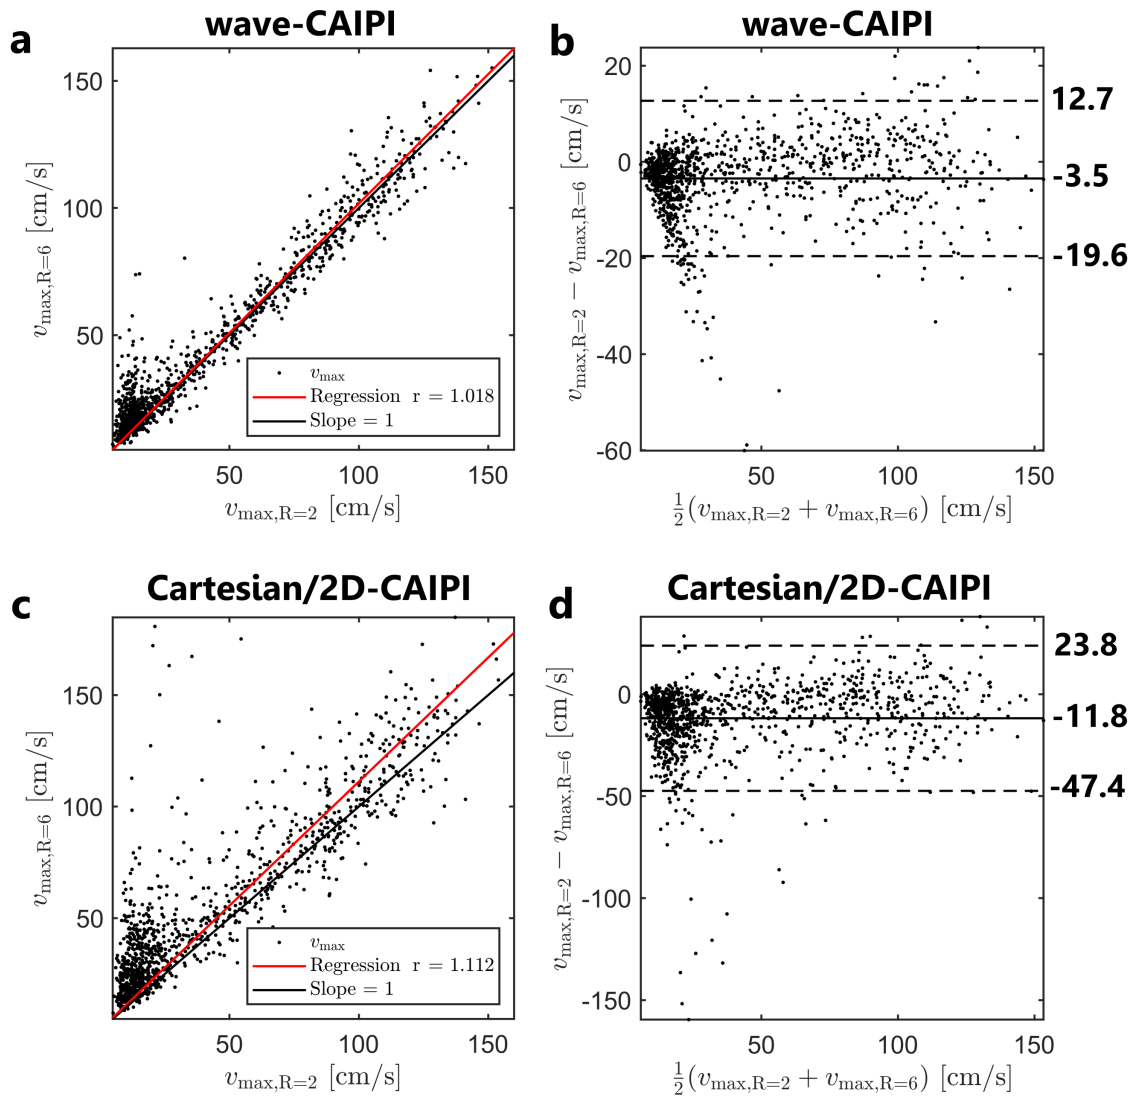 a
wave-CAIPI
150
100
50
v_max,R=6 [cm/s]
v_max
Regression r = 1.018
Slope = 1
50
100
150
v_max,R=2 [cm/s]
b
wave-CAIPI
20
0
-20
-40
-60
v_max,R=2 − v_max,R=6 [cm/s]
12.7
-3.5
-19.6
50
100
150
½(v_max,R=2 + v_max,R=6) [cm/s]
c
Cartesian/2D-CAIPI
150
100
50
v_max,R=6 [cm/s]
v_max
Regression r = 1.112
Slope = 1
50
100
150
v_max,R=2 [cm/s]
d
Cartesian/2D-CAIPI
0
-50
-100
-150
v_max,R=2 − v_max,R=6 [cm/s]
23.8
-11.8
-47.4
50
100
150
½(v_max,R=2 + v_max,R=6) [cm/s]